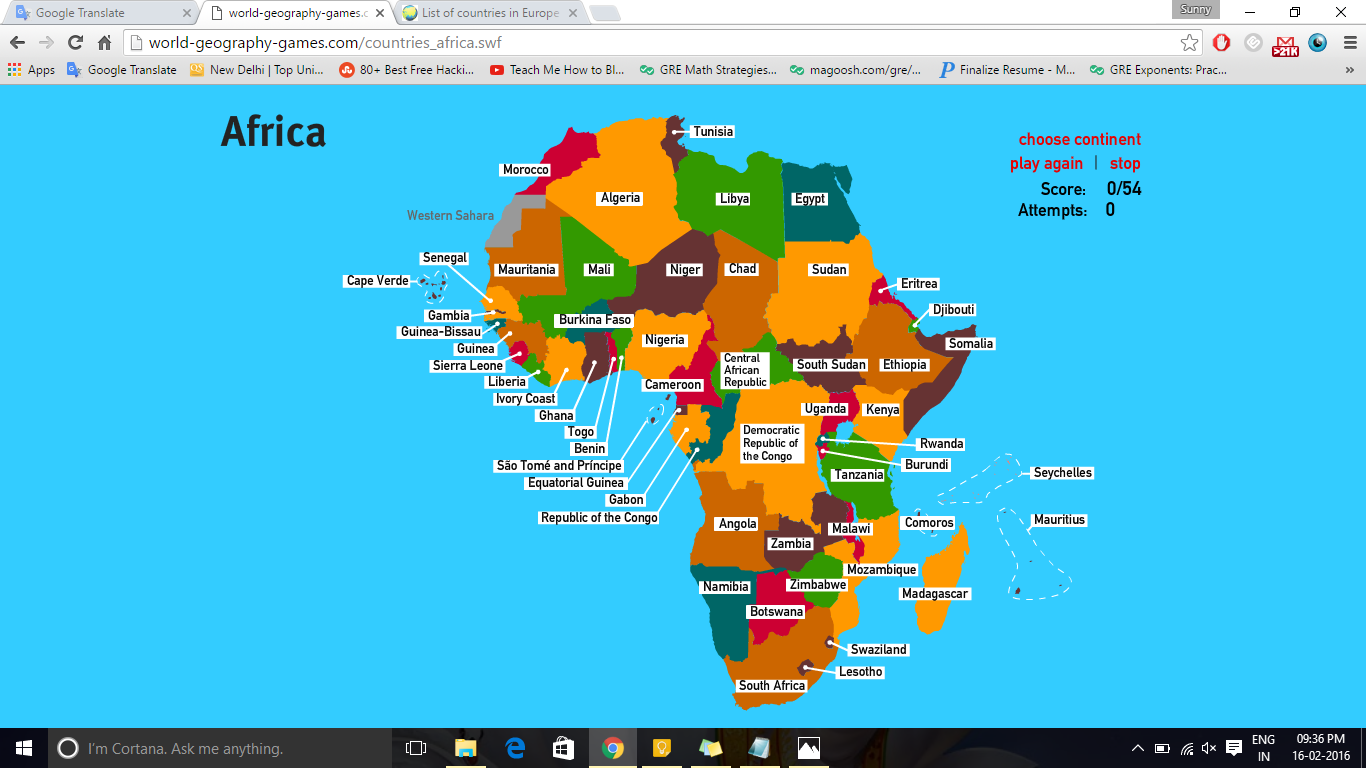 Google Translate
world-geography-games.c
List of countries in Europe
Sunny
world-geography-games.com/countries_africa.swf
>21K
Apps
Google Translate
New Delhi | Top Uni...
80+ Best Free Hacki...
Teach Me How to Bl...
GRE Math Strategies...
magoosh.com/gre/...
Finalize Resume - M...
GRE Exponents: Prac...
»
Africa
choose continent
play again | stop
Score: 0/54
Attempts: 0
Tunisia
Morocco
Algeria
Libya
Egypt
Western Sahara
Senegal
Cape Verde
Mauritania
Mali
Niger
Chad
Sudan
Eritrea
Djibouti
Gambia
Guinea-Bissau
Burkina Faso
Guinea
Nigeria
Somalia
Sierra Leone
Central
African
Republic
South Sudan
Ethiopia
Liberia
Cameroon
Ivory Coast
Ghana
Uganda
Kenya
Togo
Democratic
Republic of
the Congo
Benin
Rwanda
São Tomé and Príncipe
Burundi
Equatorial Guinea
Tanzania
Seychelles
Gabon
Republic of the Congo
Angola
Malawi
Comoros
Mauritius
Zambia
Mozambique
Namibia
Zimbabwe
Madagascar
Botswana
Swaziland
Lesotho
South Africa
I'm Cortana. Ask me anything.
ENG
IN
09:36 PM
16-02-2016